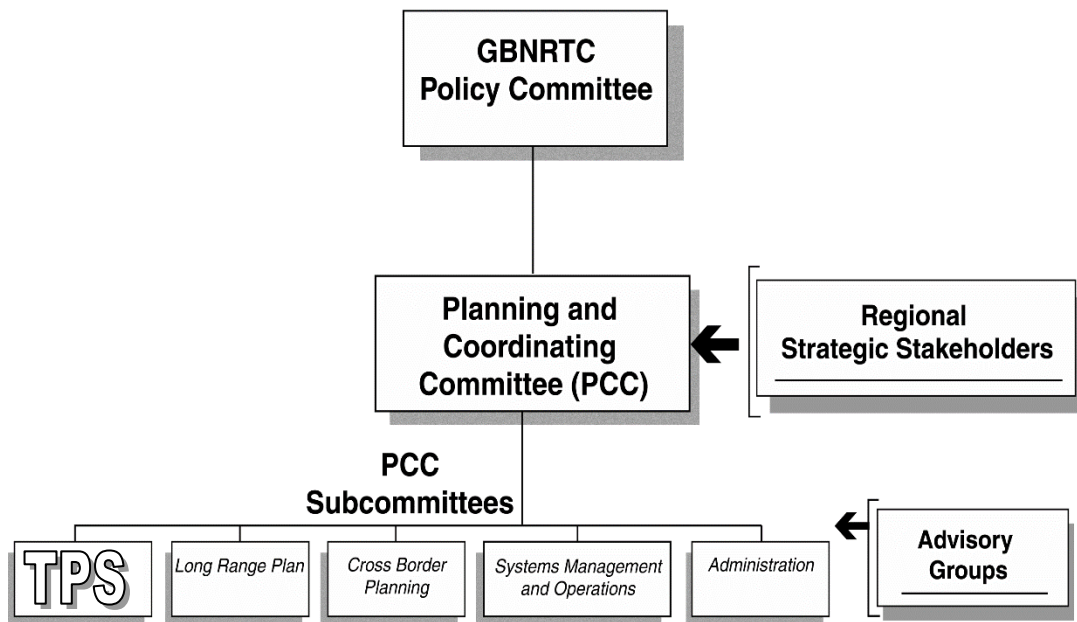 GBNRTC
Policy Committee
Planning and
Coordinating
Committee (PCC)
Regional
Strategic Stakeholders
PCC
Subcommittees
TPS
Long Range Plan
Cross Border
Planning
Systems Management
and Operations
Administration
Advisory
Groups